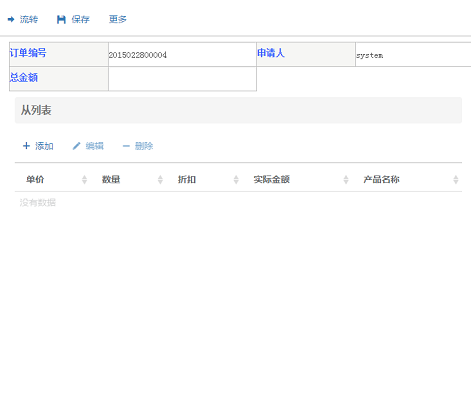 流转 保存 更多
订单编号 2015022800004 申请人 system
总金额
从列表
添加 编辑 删除
单价 数量 折扣 实际金额 产品名称
没有数据